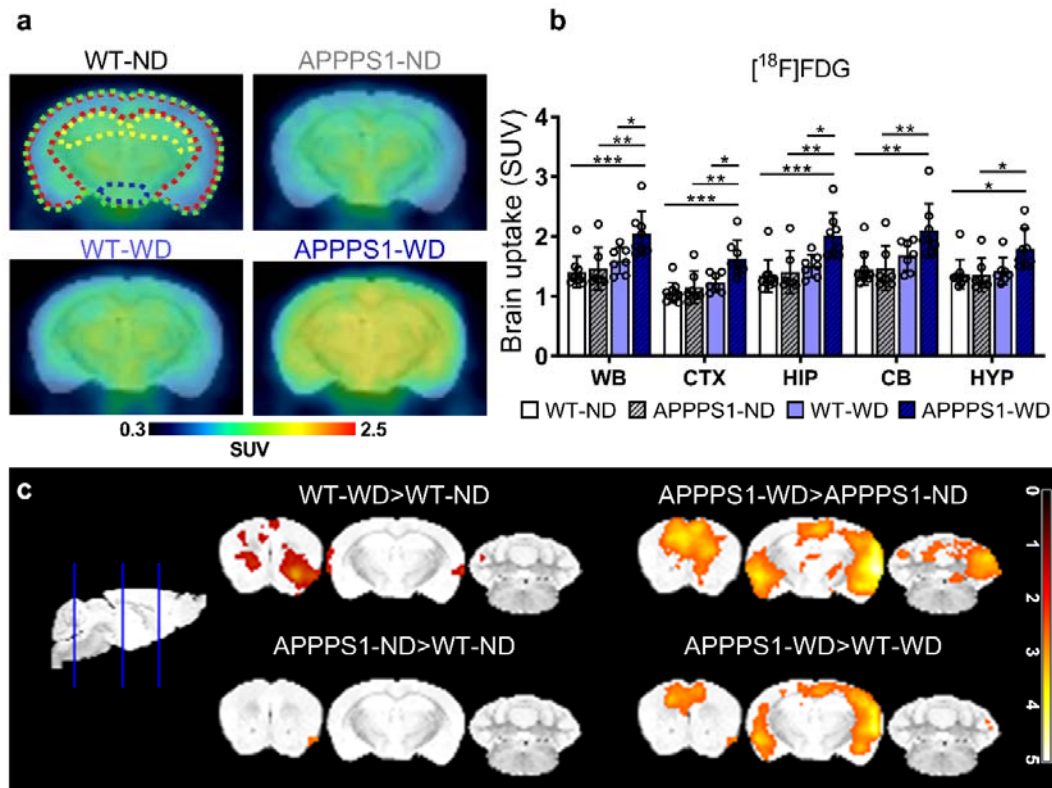 a
WT-ND
APPPS1-ND
WT-WD
APPPS1-WD
0.3
2.5
SUV
b
[¹⁸F]FDG
Brain uptake (SUV)
4
3
2
1
0
*
**
***
*
**
***
*
**
***
**
**
*
*
WB CTX HIP CB HYP
WT-ND APPPS1-ND WT-WD APPPS1-WD
c
WT-WD>WT-ND
APPPS1-WD>APPPS1-ND
APPPS1-ND>WT-ND
APPPS1-WD>WT-WD
0
1
2
3
4
5